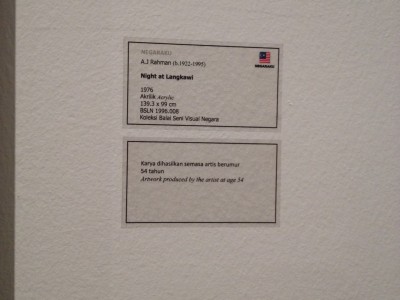 NEGARAKU
A.J Rahman (b.1922-1995)
Night at Langkawi
1976
Akrilik Acrylic
139.3 x 99 cm
BSLN 1996.008
Koleksi Balai Seni Visual Negara
Karya dihasilkan semasa artis berumur
54 tahun
Artwork produced by the artist at age 54